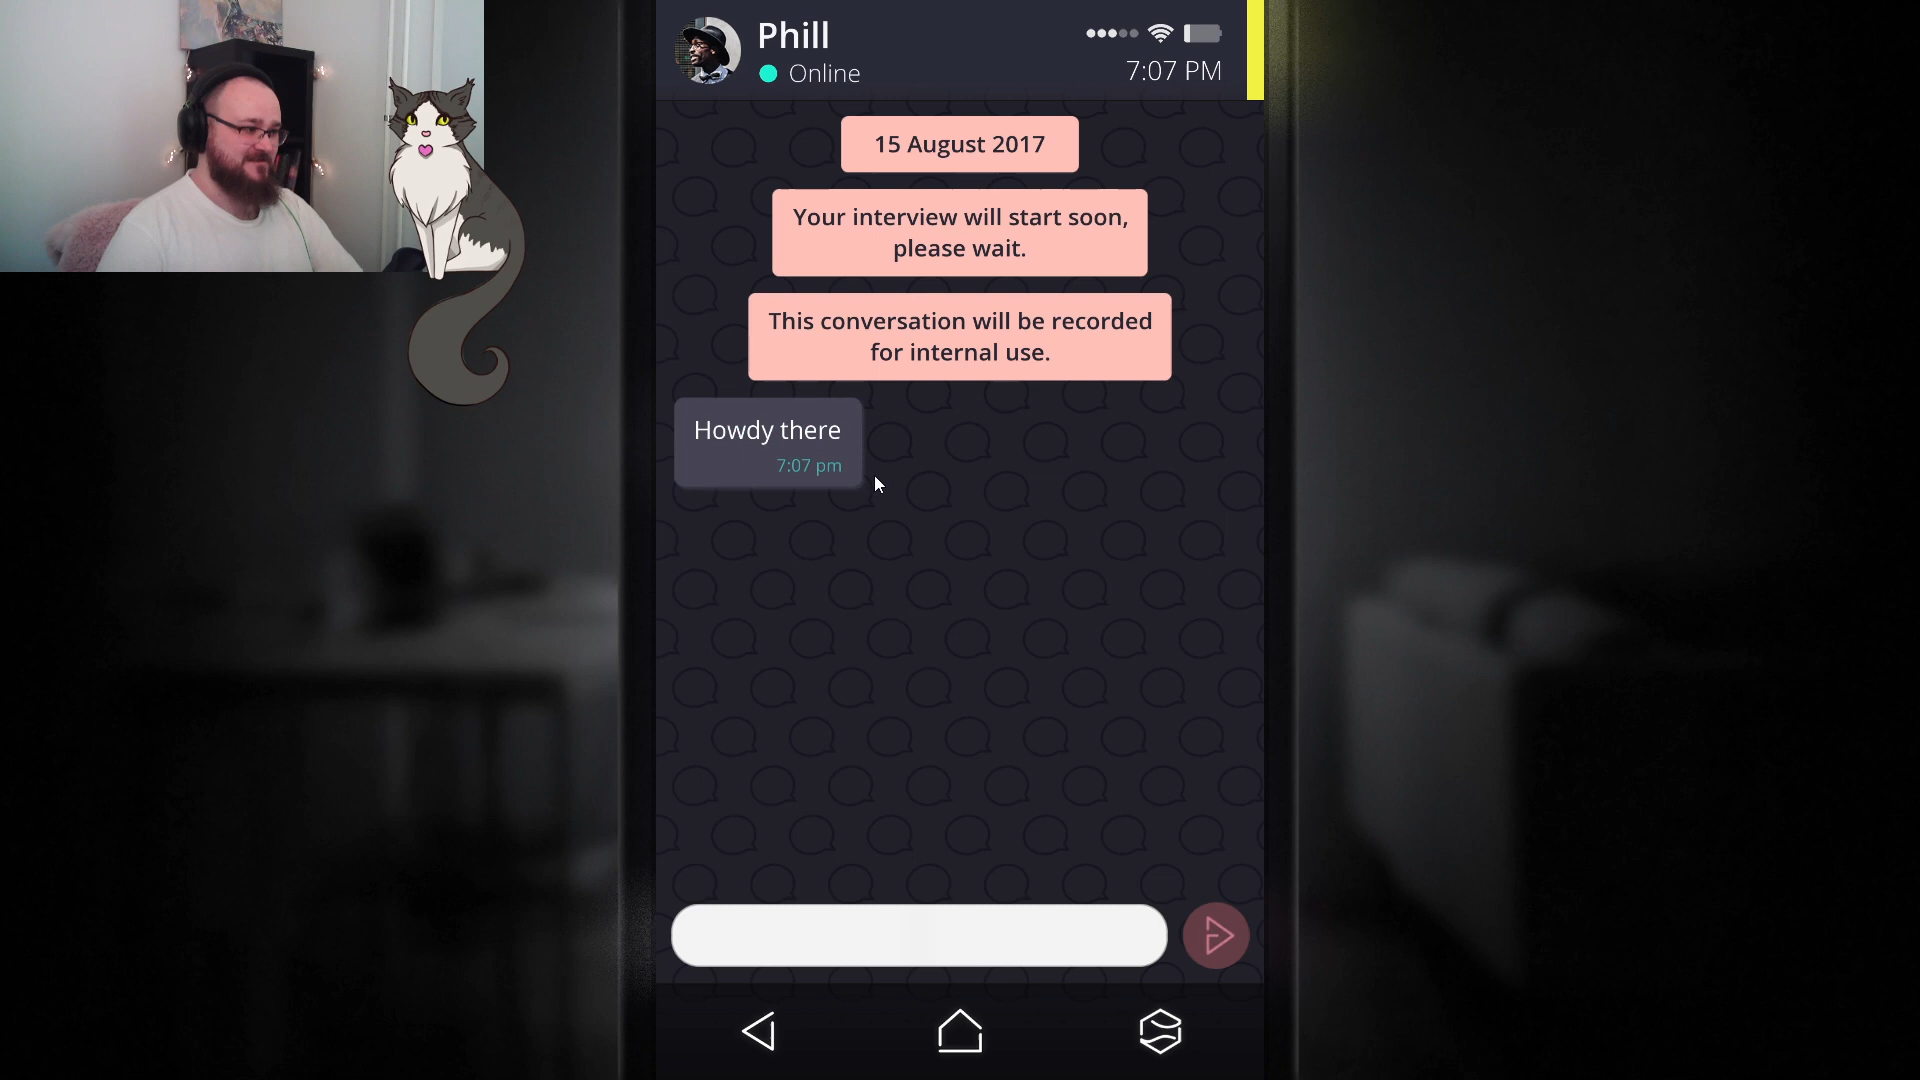 Phill
Online
7:07 PM
15 August 2017
Your interview will start soon,
please wait.
This conversation will be recorded
for internal use.
Howdy there
7:07 pm